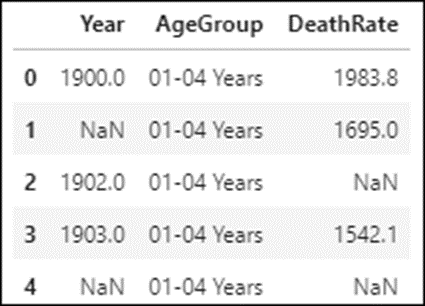 Year AgeGroup DeathRate
0 1900.0 01-04 Years 1983.8
1 NaN 01-04 Years 1695.0
2 1902.0 01-04 Years NaN
3 1903.0 01-04 Years 1542.1
4 NaN 01-04 Years NaN